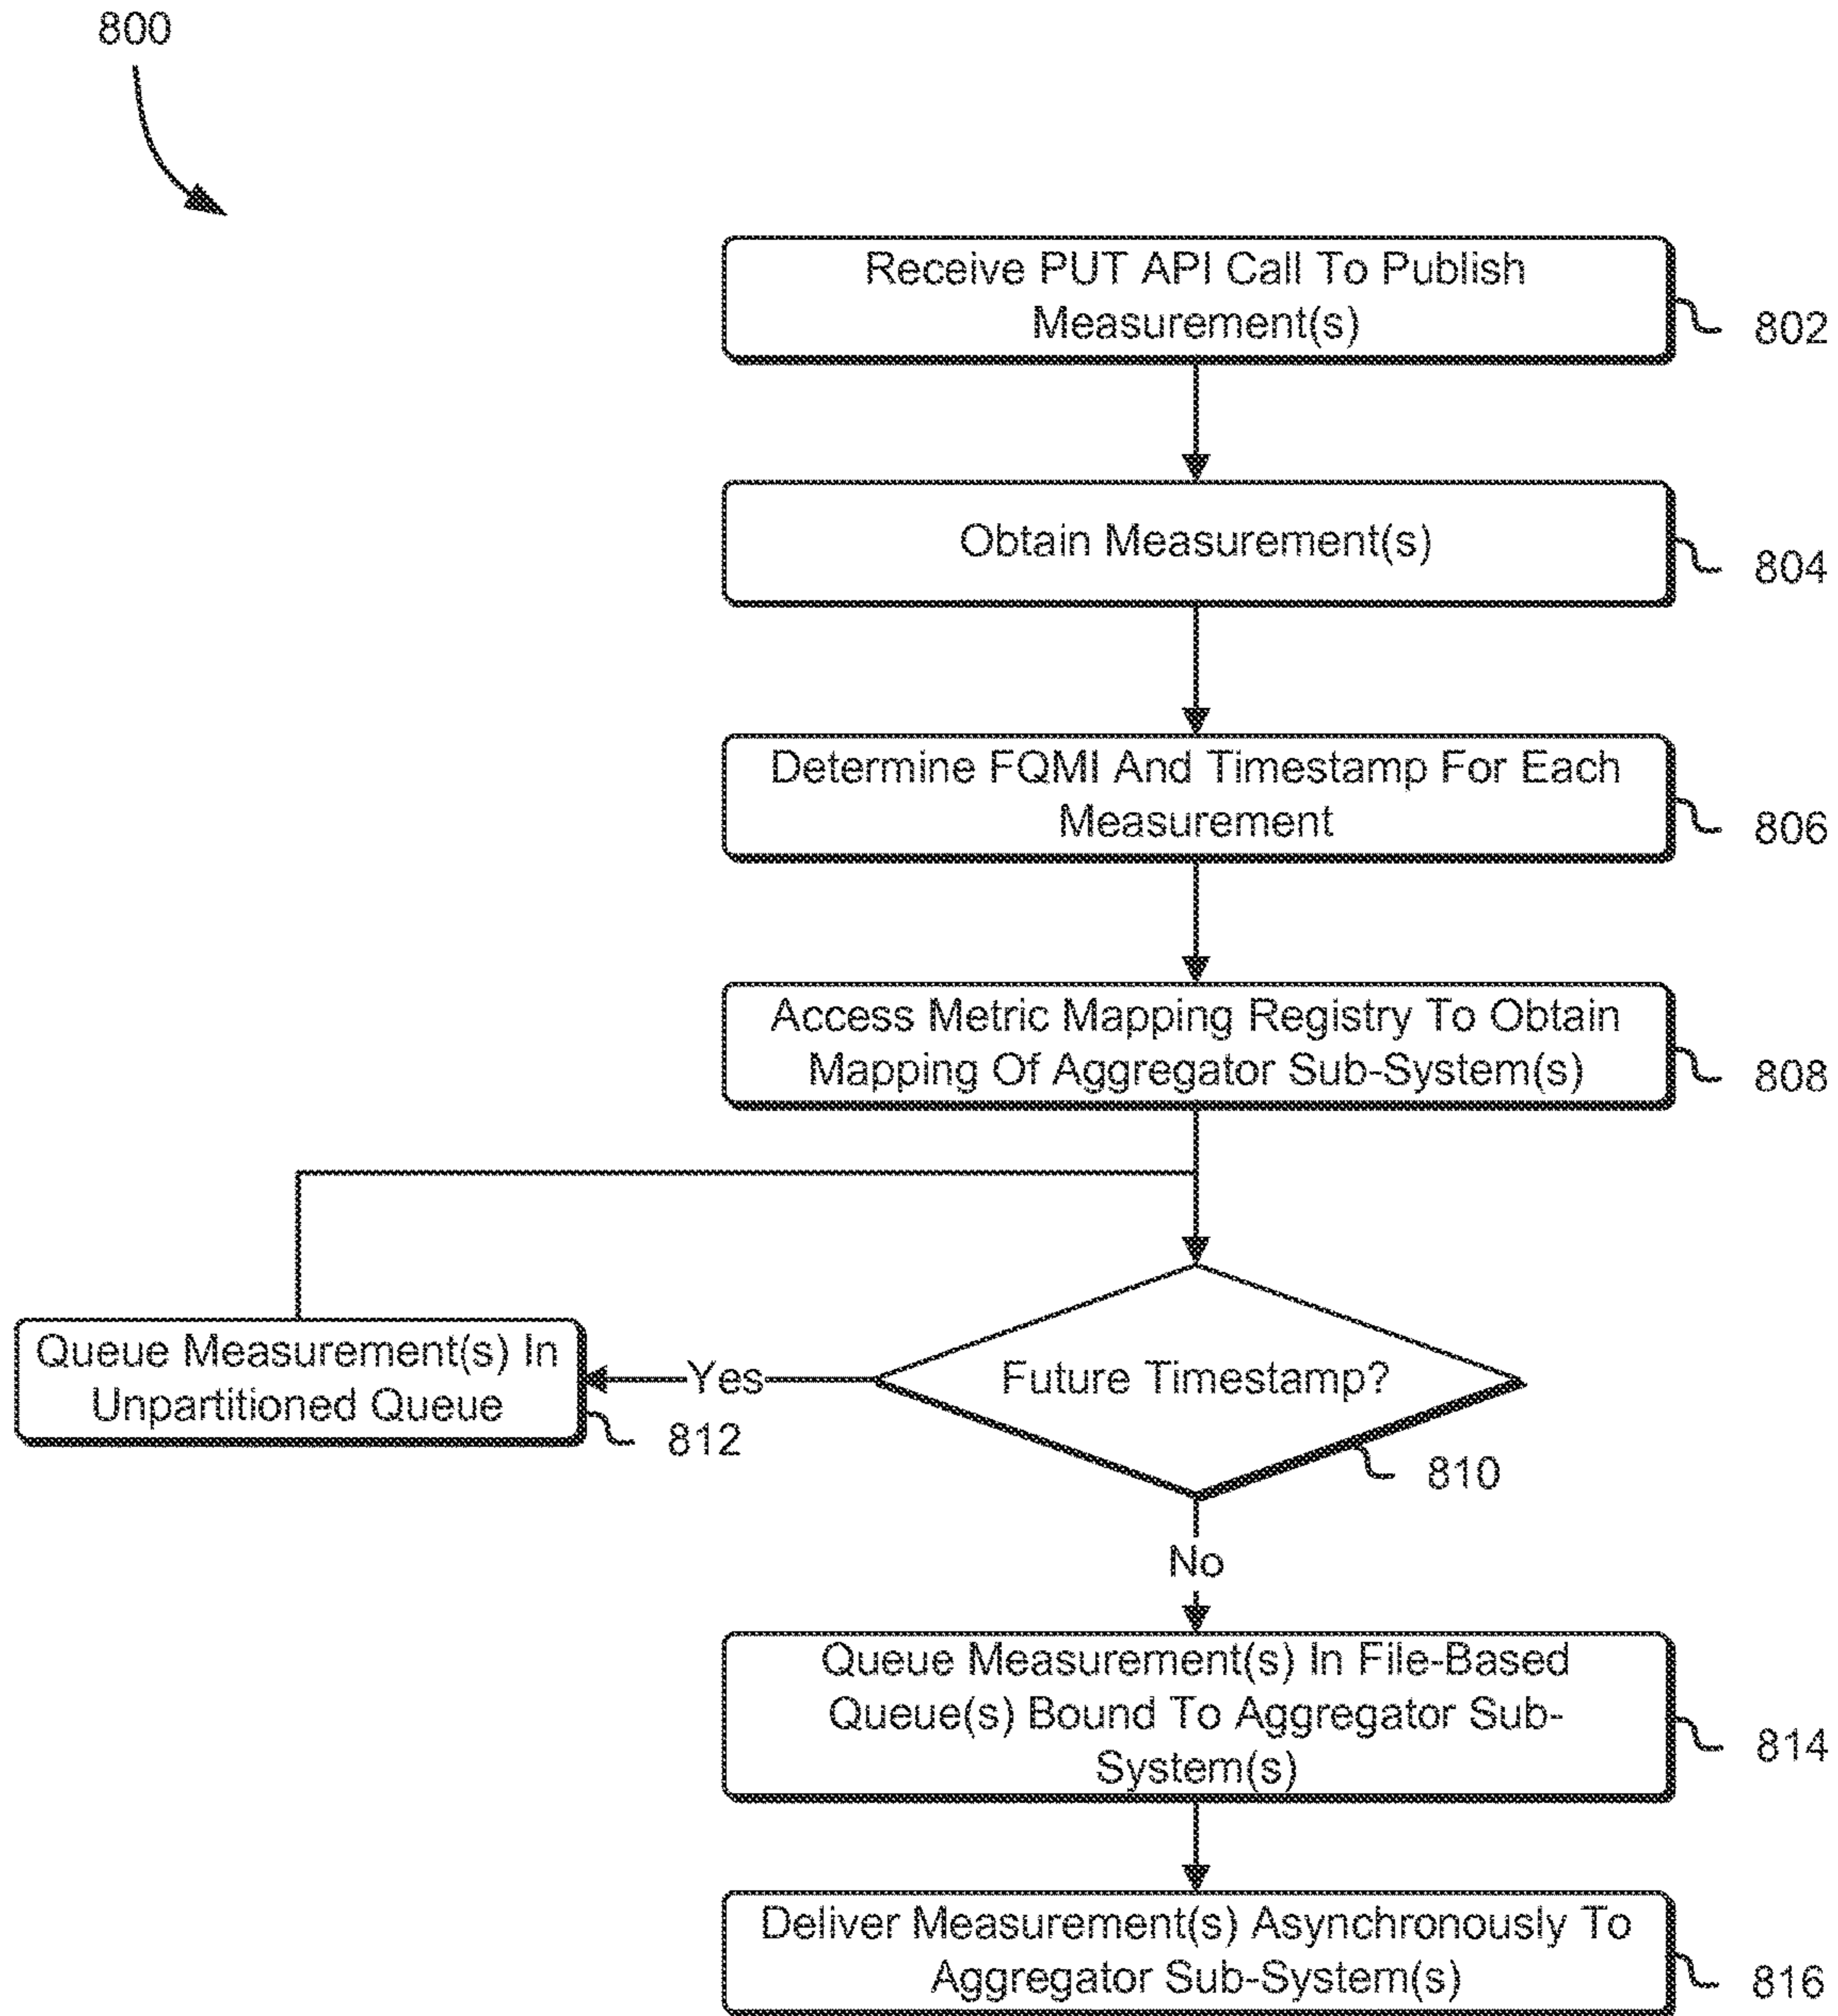 800
Receive PUT API Call To Publish
Measurement(s)
802
Obtain Measurement(s)
804
Determine FQMI And Timestamp For Each
Measurement
806
Access Metric Mapping Registry To Obtain
Mapping Of Aggregator Sub-System(s)
808
Queue Measurement(s) In
Unpartitioned Queue
812
Yes
Future Timestamp?
810
No
Queue Measurement(s) In File-Based
Queue(s) Bound To Aggregator Sub-
System(s)
814
Deliver Measurement(s) Asynchronously To
Aggregator Sub-System(s)
816